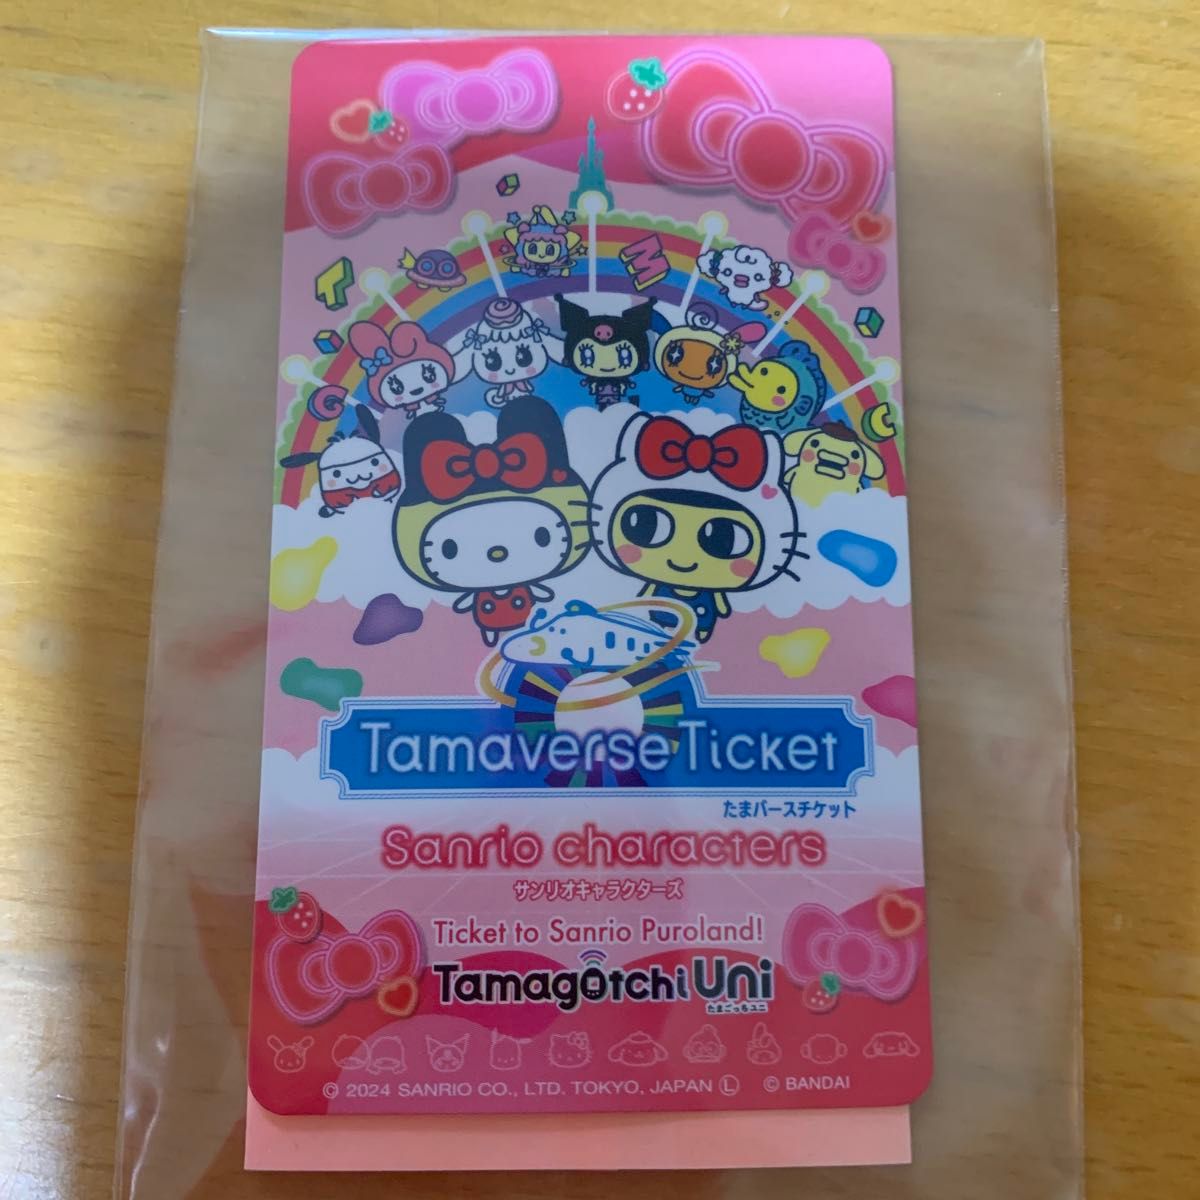 Tamaverse Ticket
たまバースチケット
Sanrio characters
サンリオキャラクターズ
Ticket to Sanrio Puroland!
Tamagotchi Uni
たまごっちユニ
© 2024 SANRIO CO., LTD. TOKYO, JAPAN Ⓛ © BANDAI